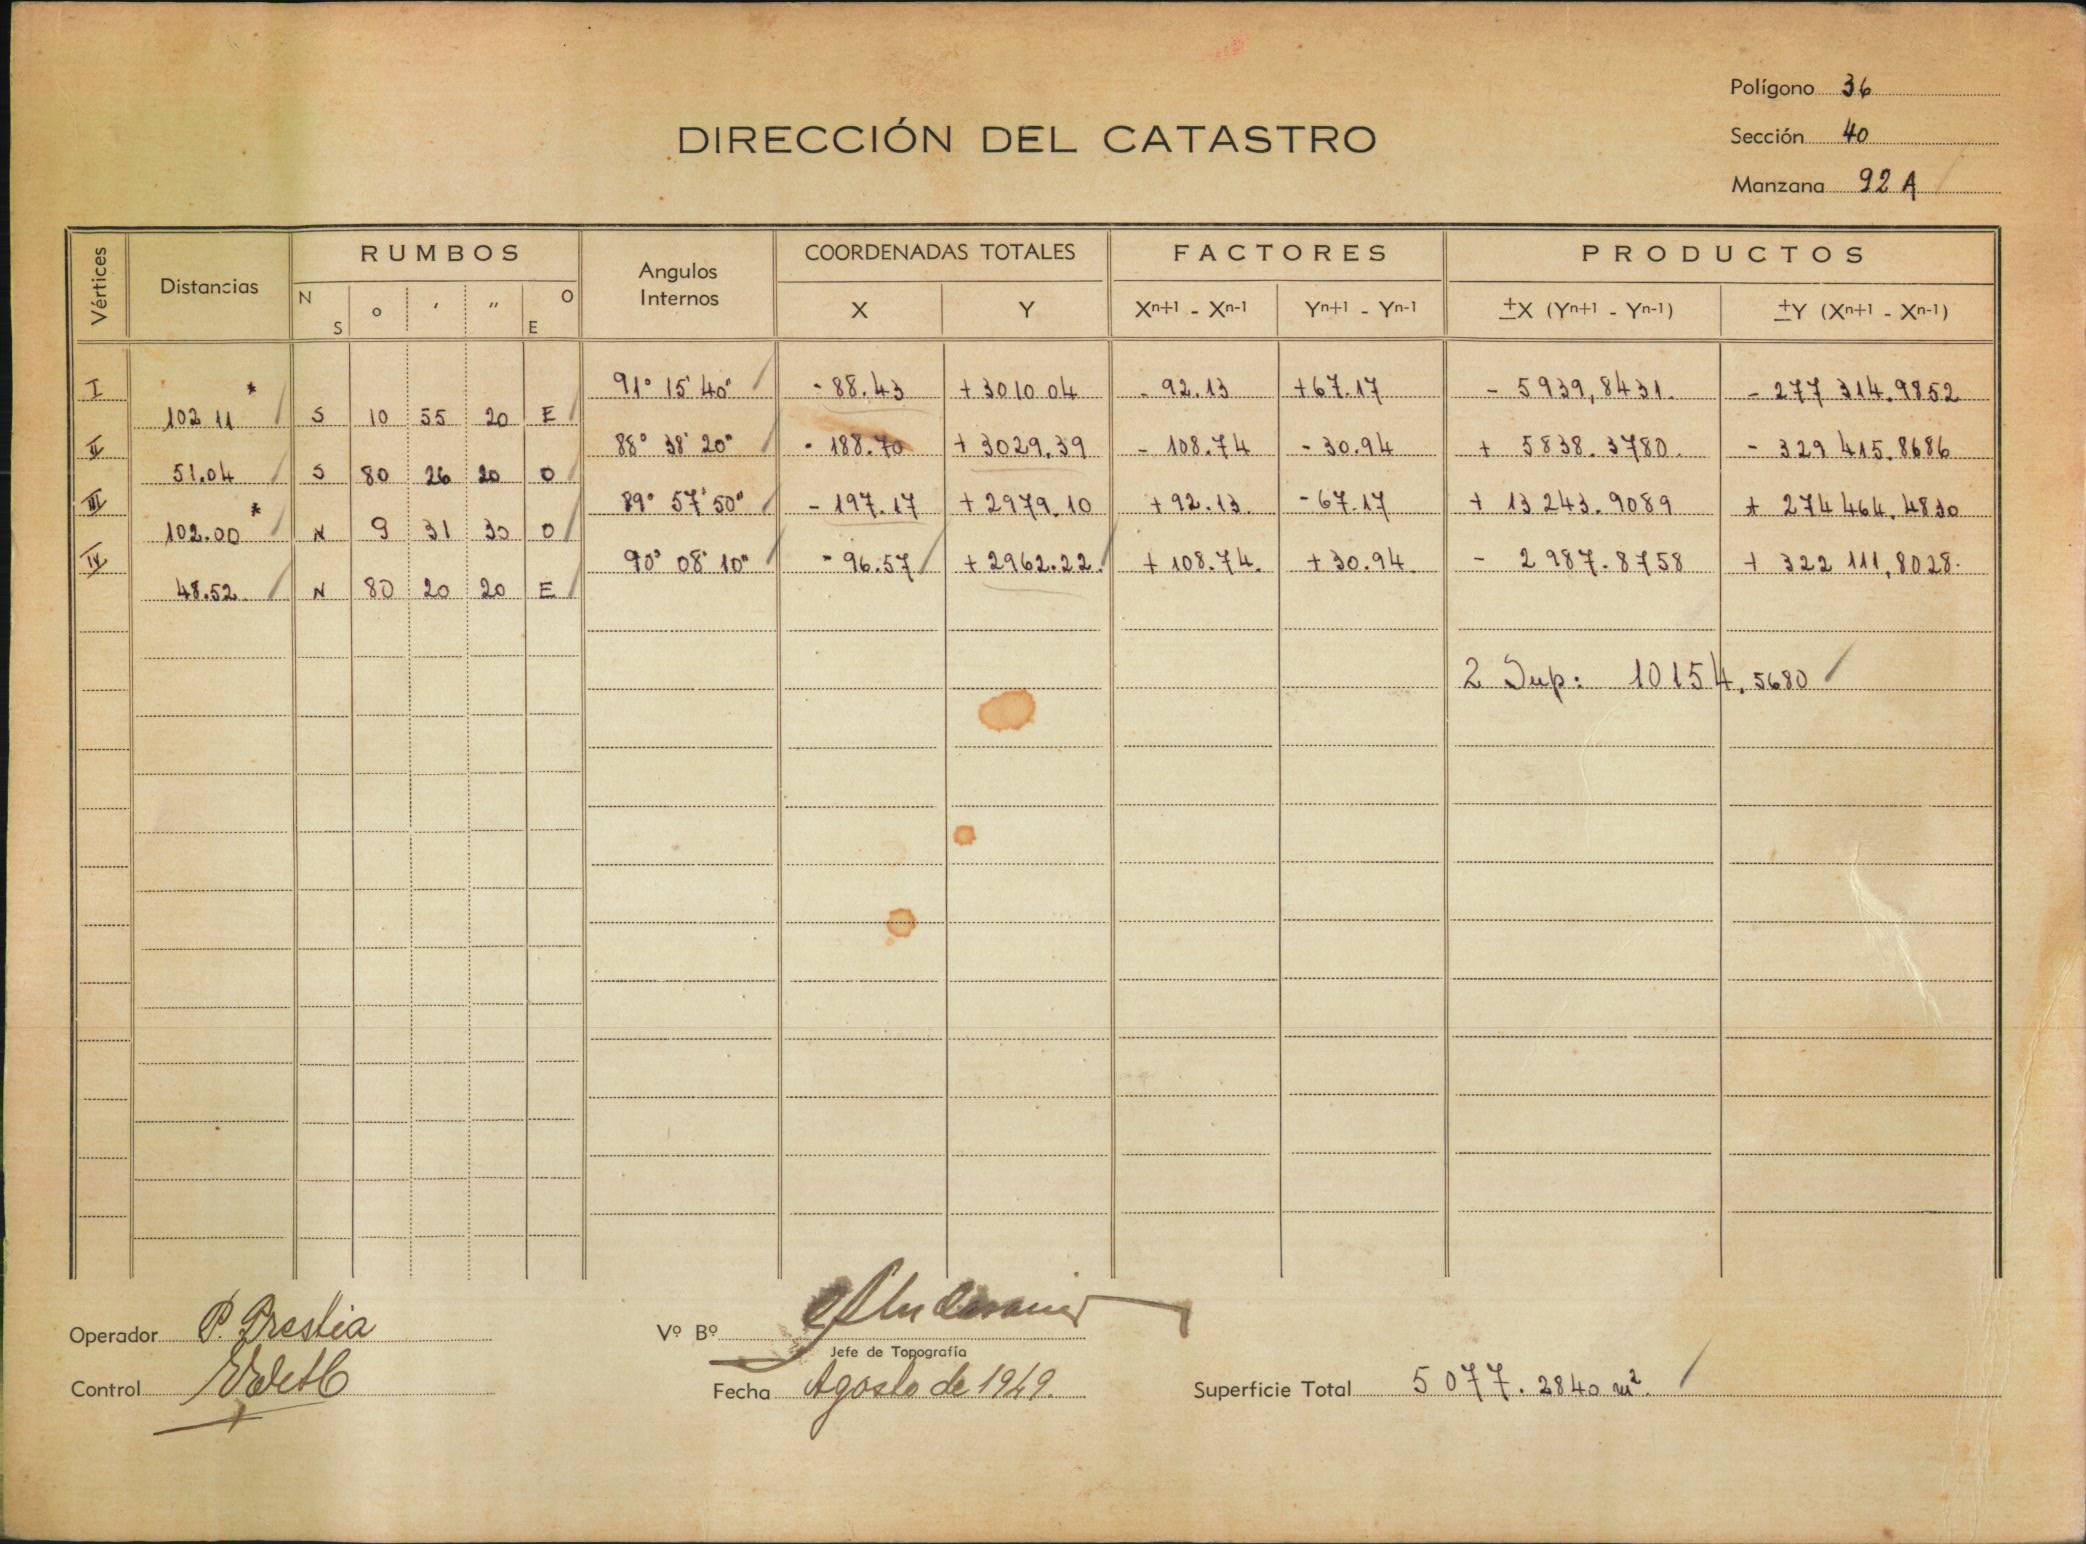 Polígono 36
Sección 40
Manzana 92 A
DIRECCIÓN DEL CATASTRO
Vértices Distancias RUMBOS Angulos Internos COORDENADAS TOTALES FACTORES PRODUCTOS
N S o ' " O E X Y Xn+1 - Xn-1 Yn+1 - Yn-1 ±X (Yn+1 - Yn-1) ±Y (Xn+1 - Xn-1)
I 91° 15' 40" - 88.43 + 3010 04 - 92.13 + 67.17 - 5939,8431. - 277 314.9852
102 11 * S 10 55 20 E
II 88° 38' 20" - 188.70 + 3029.39 - 108.74 - 30.94 + 5838.3780. - 329 415.8686
51.04 S 80 26 20 O
III 89° 57' 50" - 197.17 + 2979.10 + 92.13. - 67.17 + 13 243.9089 + 274 464.4830
102.00 * N 9 31 30 O
IV 90° 08' 10" - 96.57 + 2962.22. + 108.74. + 30.94. - 2 987.8758 + 322 111,8028.
48.52 N 80 20 20 E
2 Sup: 10154.5680
Operador P. Prestia
Vº Bº
Jefe de Topografía
Control
Fecha Agosto de 1949.
Superficie Total 5 077.2840 m².